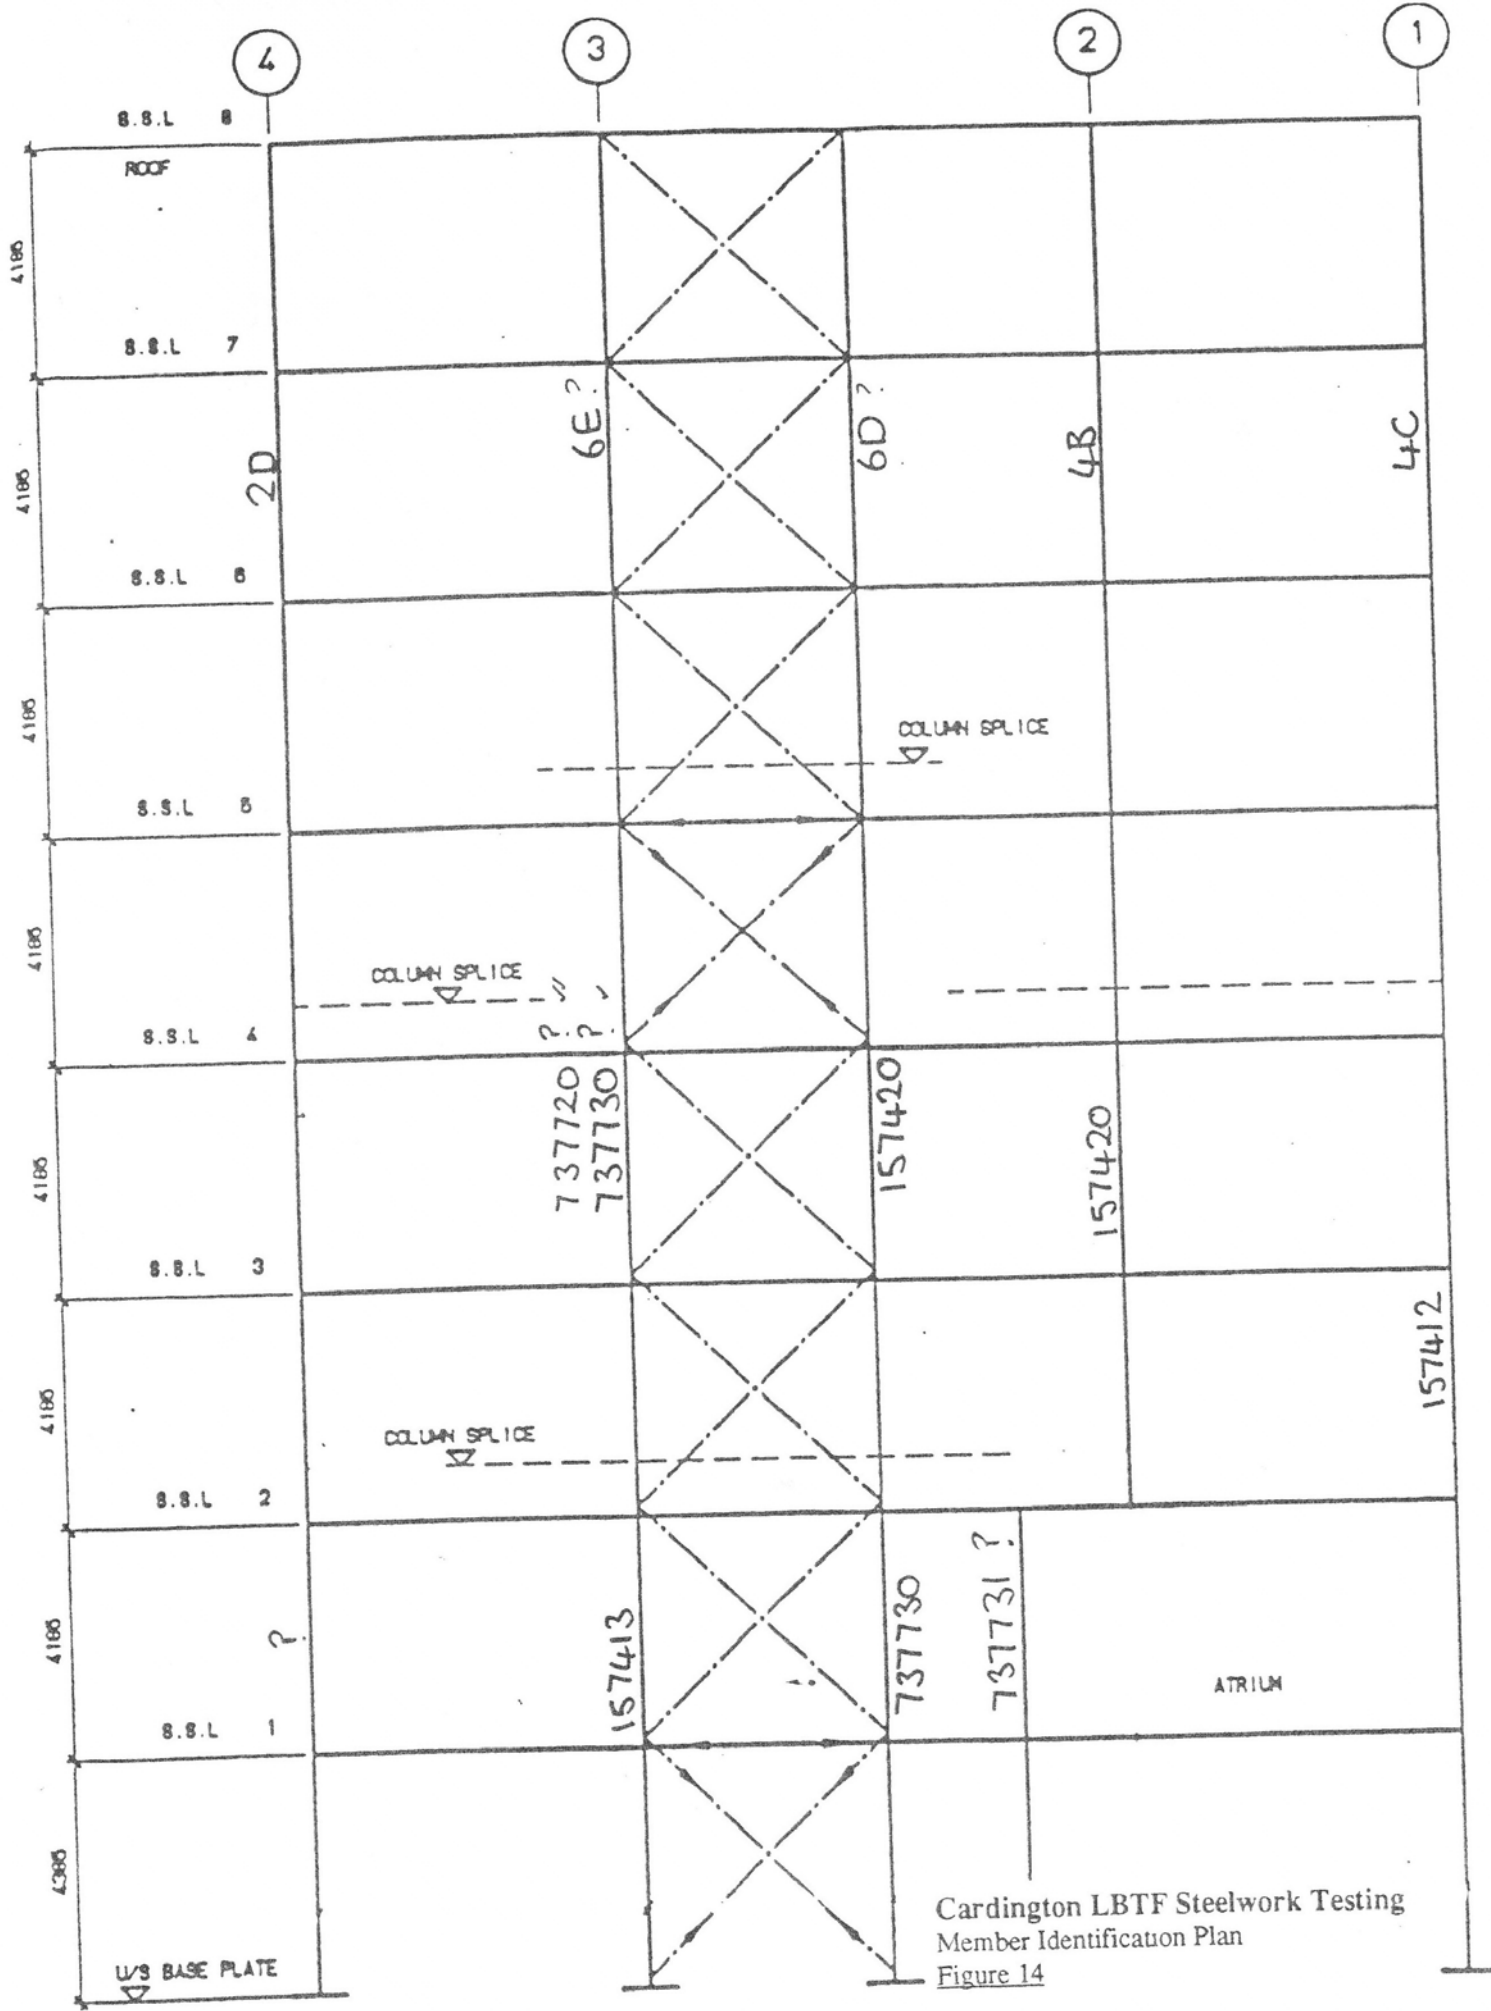 4
3
2
1
S.S.L 8
ROOF
4185
S.S.L 7
2D
6E ?
6D ?
4B
4C
4185
S.S.L 6
4185
COLUMN SPLICE
S.S.L 5
4185
COLUMN SPLICE
S.S.L 4
? ?
737720
737730
157420
157420
4185
S.S.L 3
157412
4185
COLUMN SPLICE
S.S.L 2
4185
?
157413
737730
737731 ?
ATRIUM
S.S.L 1
4385
U/S BASE PLATE
Cardington LBTF Steelwork Testing
Member Identification Plan
Figure 14